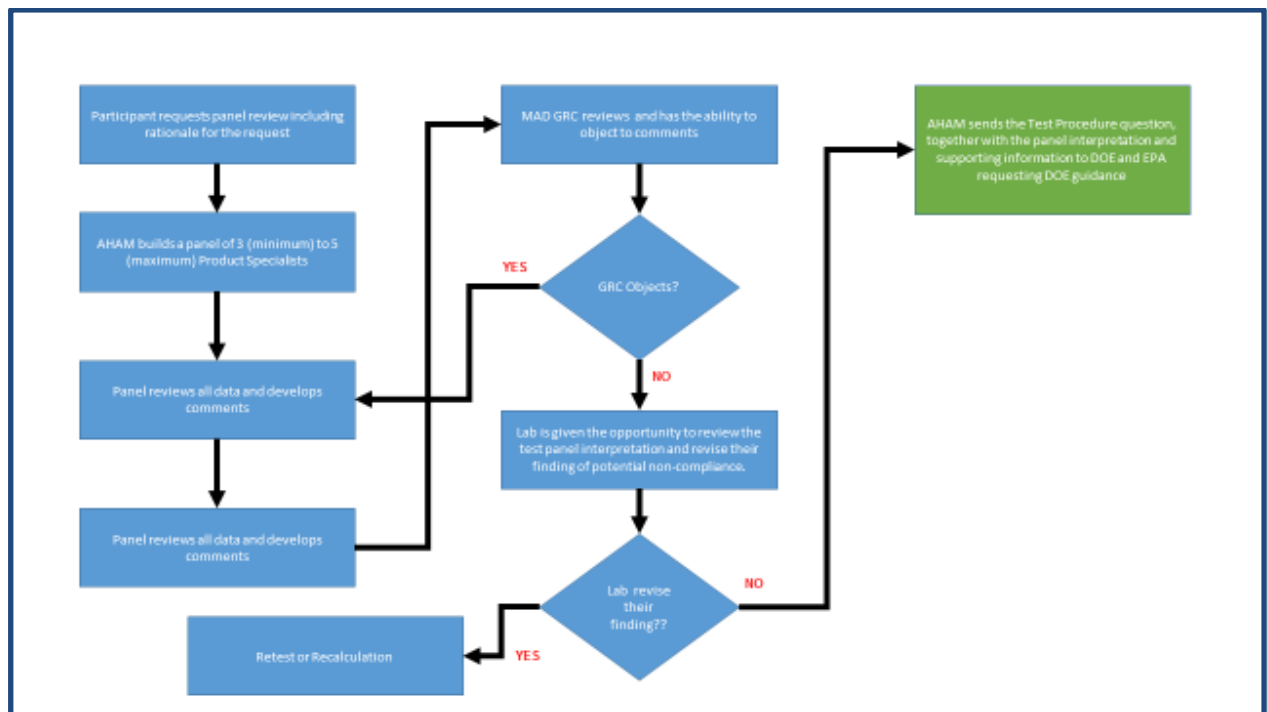 Participant requests panel review including
rationale for the request
AHAM builds a panel of 3 (minimum) to 5
(maximum) Product Specialists
Panel reviews all data and develops
comments
Panel reviews all data and develops
comments
MAD GRC reviews and has the ability to
object to comments
GRC Objects?
YES
NO
Lab is given the opportunity to review the
test panel interpretation and revise their
finding of potential non-compliance.
Lab revise
their
finding??
YES
Retest or Recalculation
NO
AHAM sends the Test Procedure question,
together with the panel interpretation and
supporting information to DOE and EPA
requesting DOE guidance